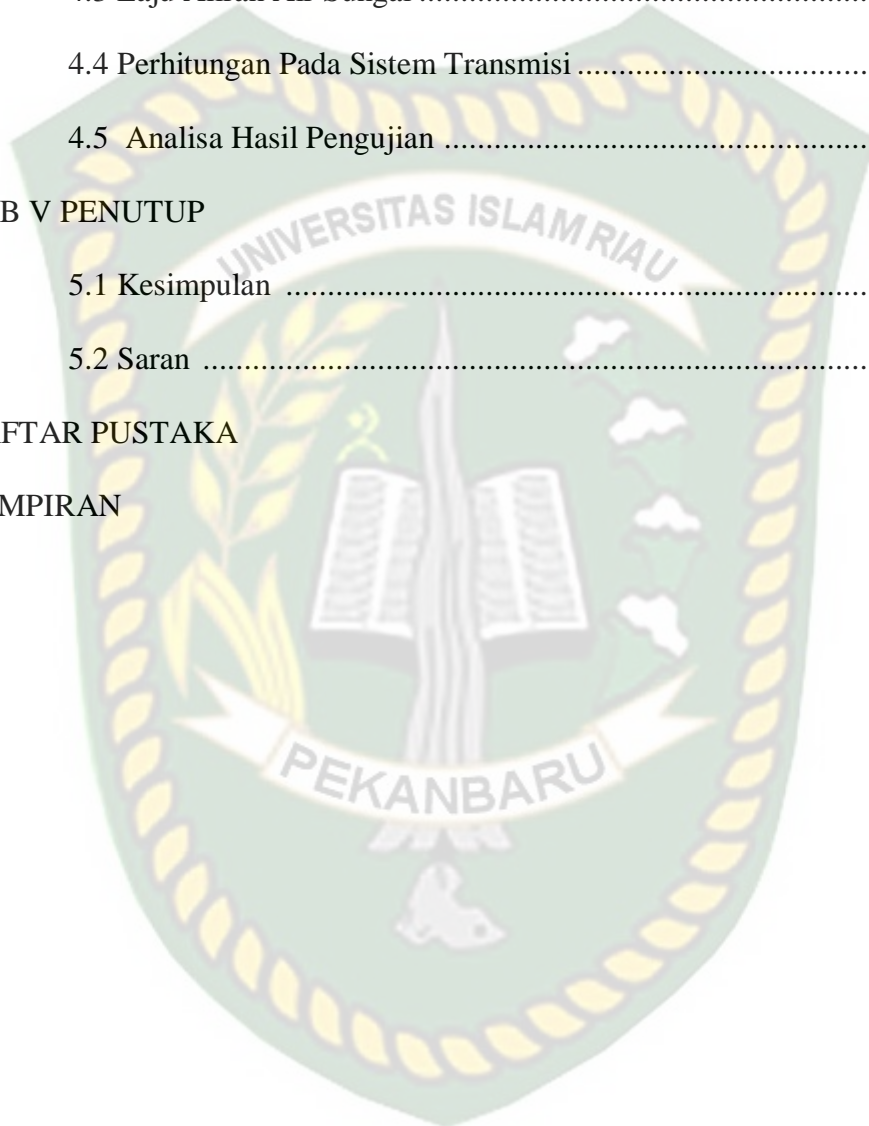 4.4 Perhitungan Pada Sistem Transmisi ....................................
4.5  Analisa Hasil Pengujian ....................................................
B V PENUTUP
UNIVERSITAS ISLAM RIAU
5.1 Kesimpulan .......................................................................
5.2 Saran .................................................................................
FTAR PUSTAKA
MPIRAN
PEKANBARU